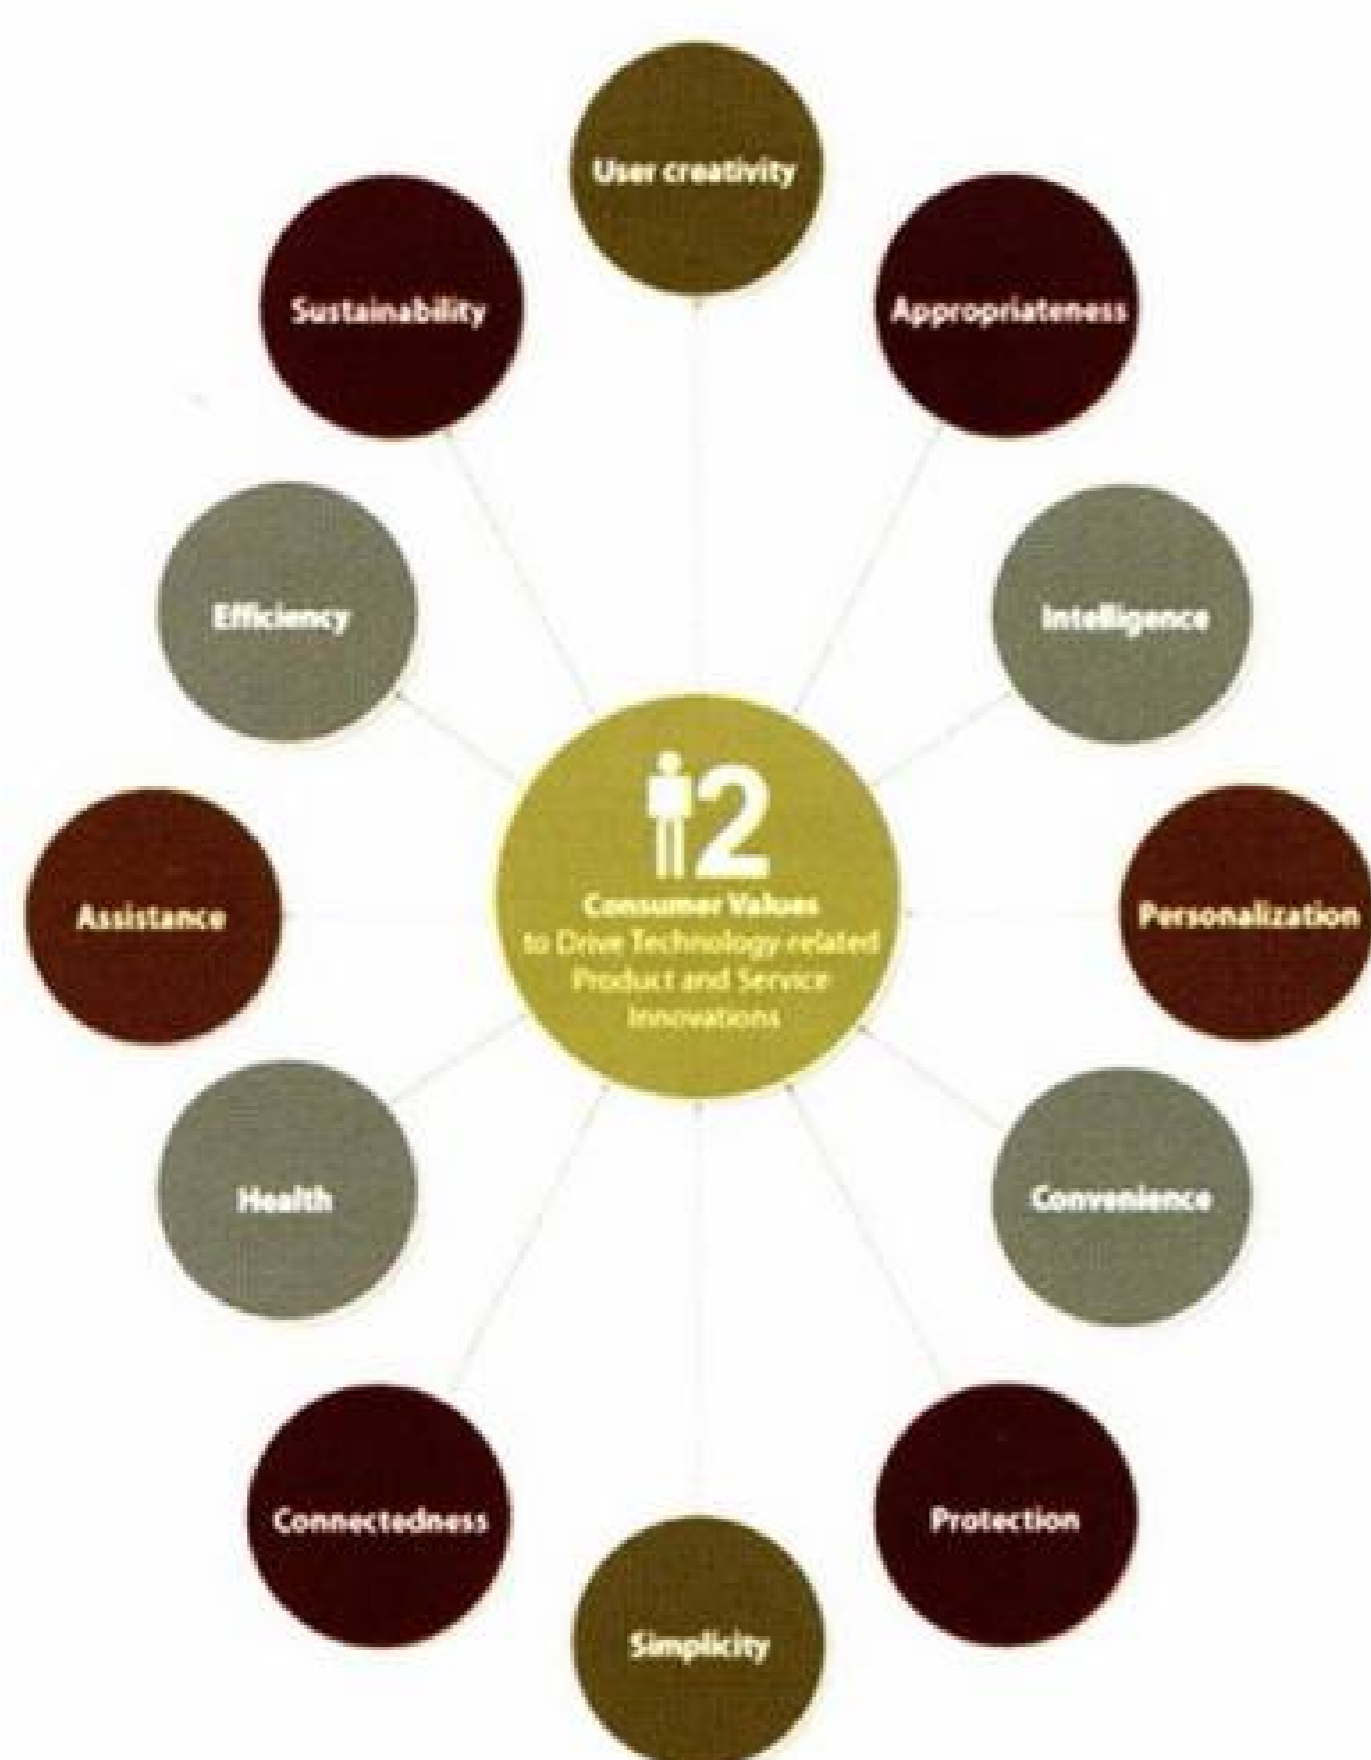 User creativity
Sustainability
Appropriateness
Efficiency
Intelligence
2
Consumer Values
to Drive Technology-related
Product and Service
Innovations
Assistance
Personalization
Health
Convenience
Connectedness
Protection
Simplicity